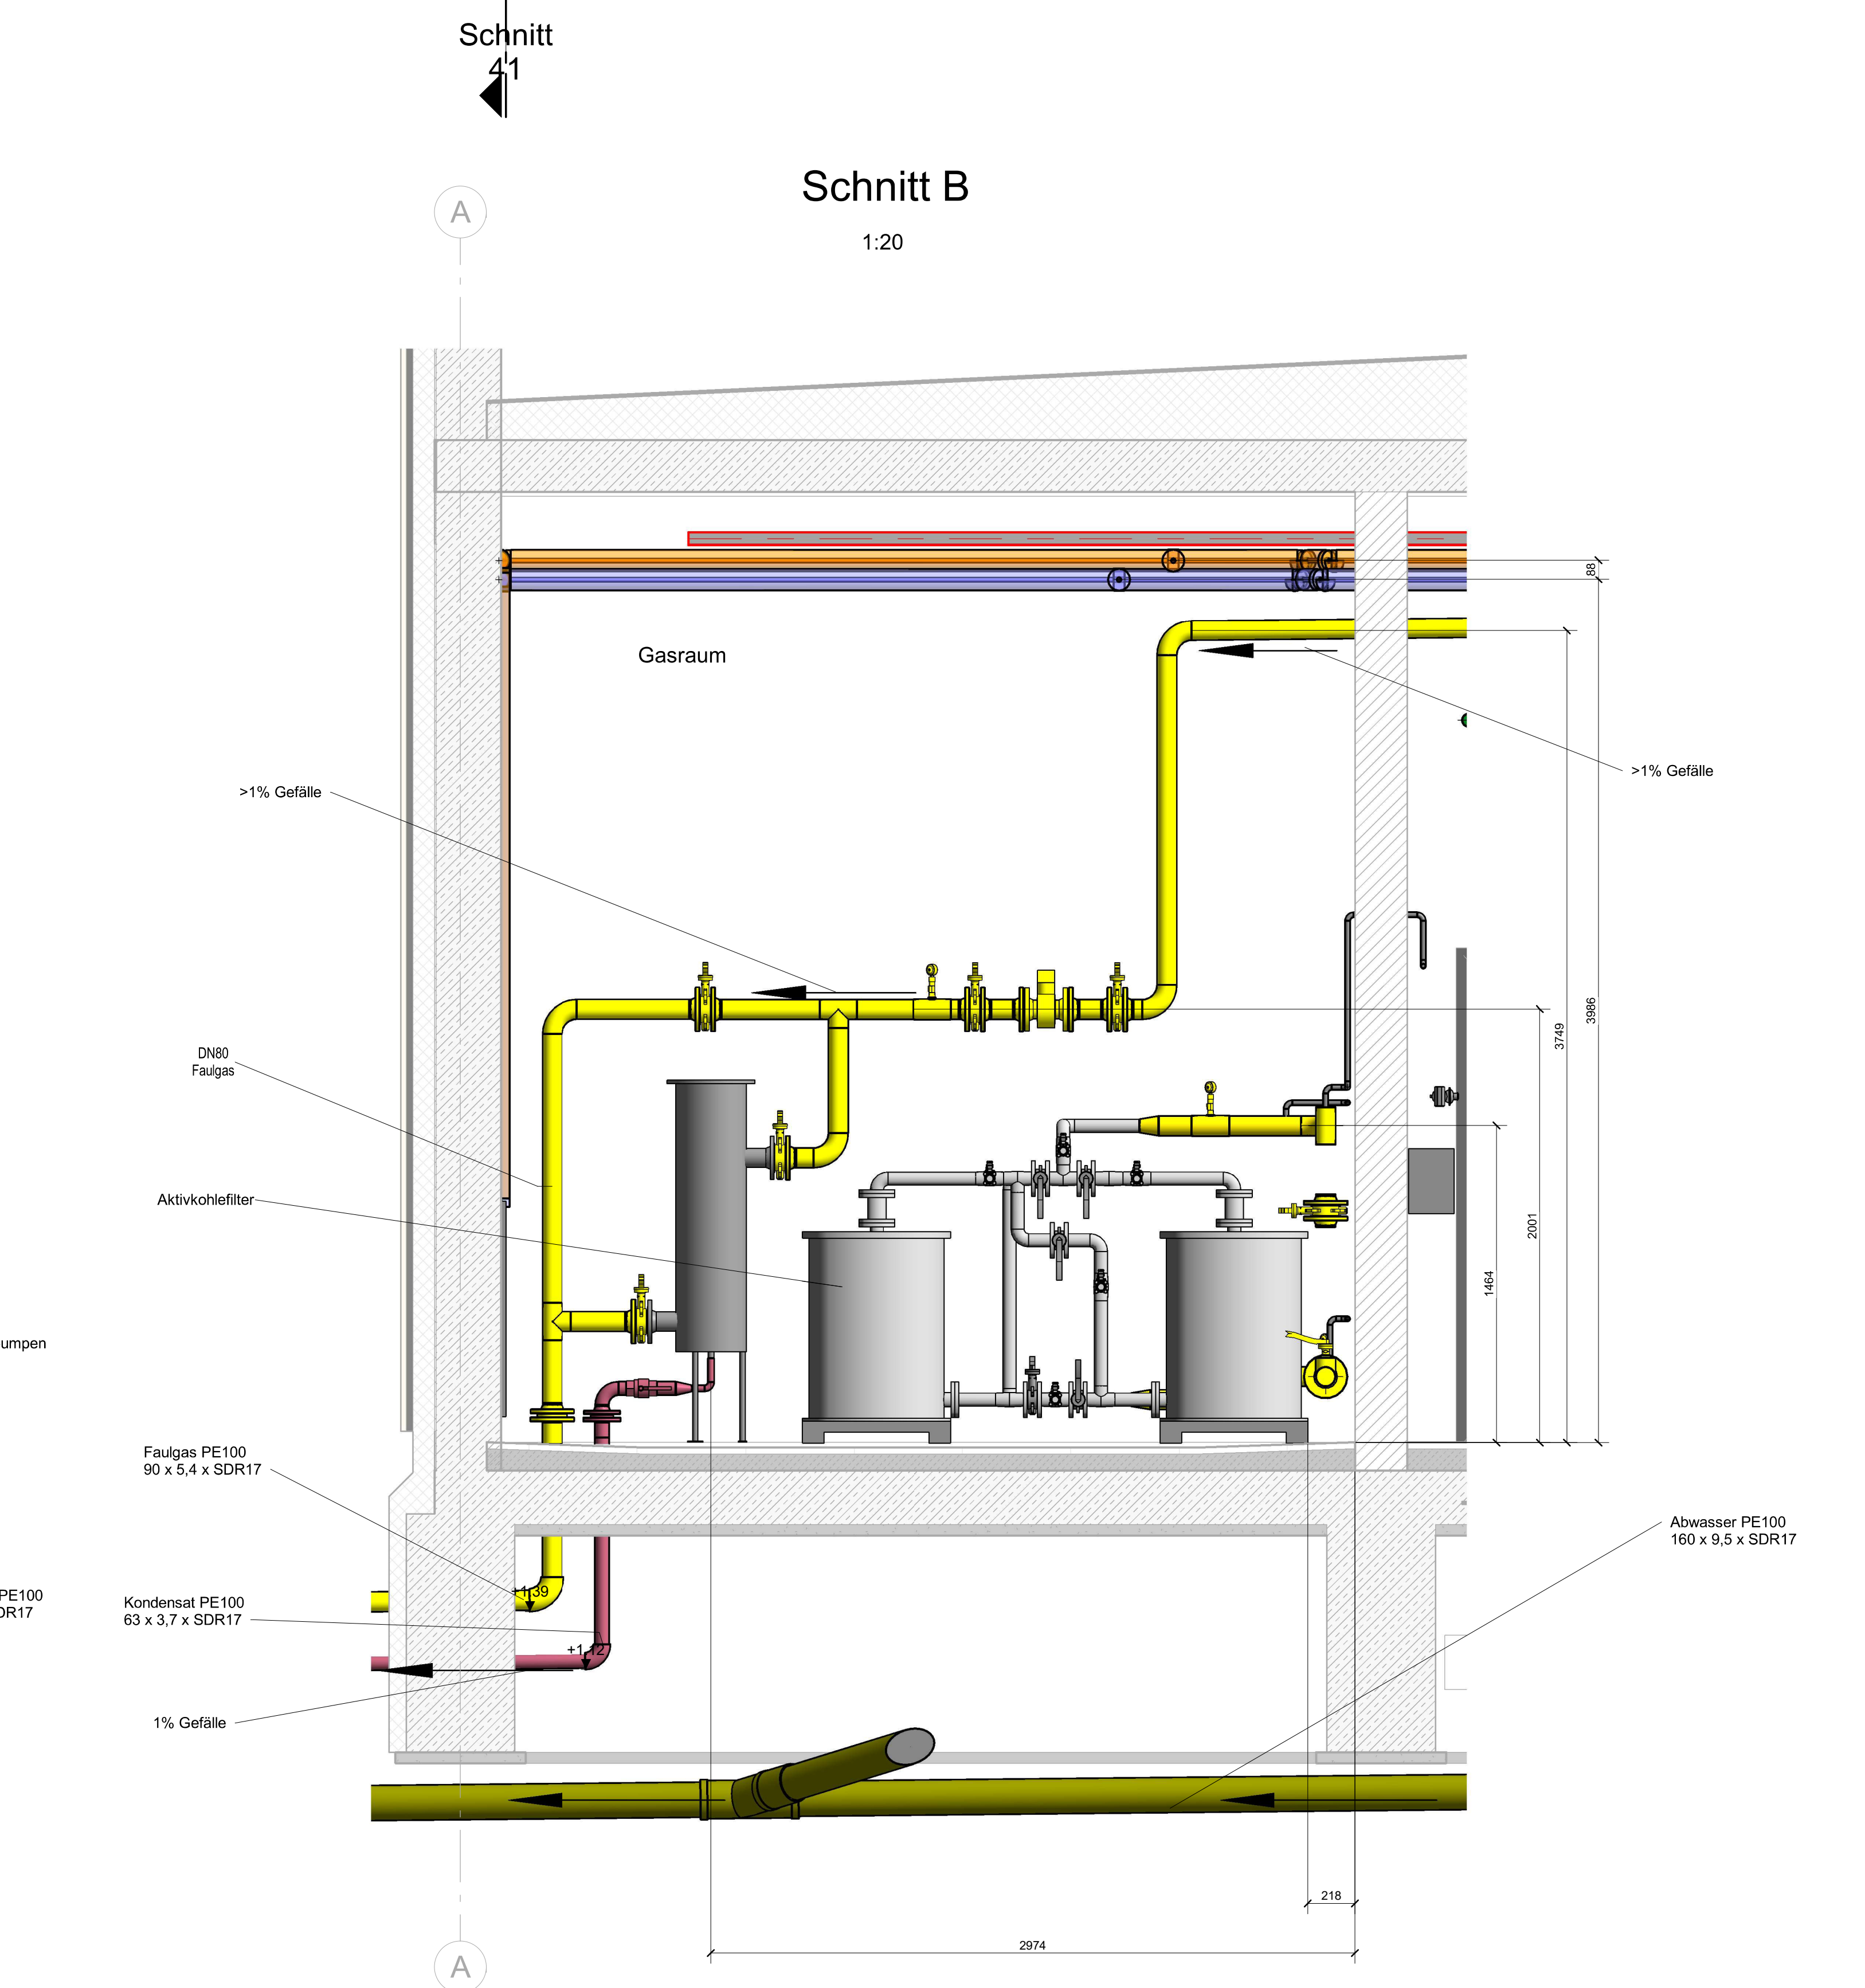 Schnitt
41
Schnitt B
1:20
A
88
Gasraum
>1% Gefälle
>1% Gefälle
3986
3749
DN80
Faulgas
Aktivkohlefilter
2001
1464
umpen
Faulgas PE100
90 x 5,4 x SDR17
Abwasser PE100
160 x 9,5 x SDR17
+1,39
PE100
DR17
Kondensat PE100
63 x 3,7 x SDR17
+1,12
1% Gefälle
218
2974
A